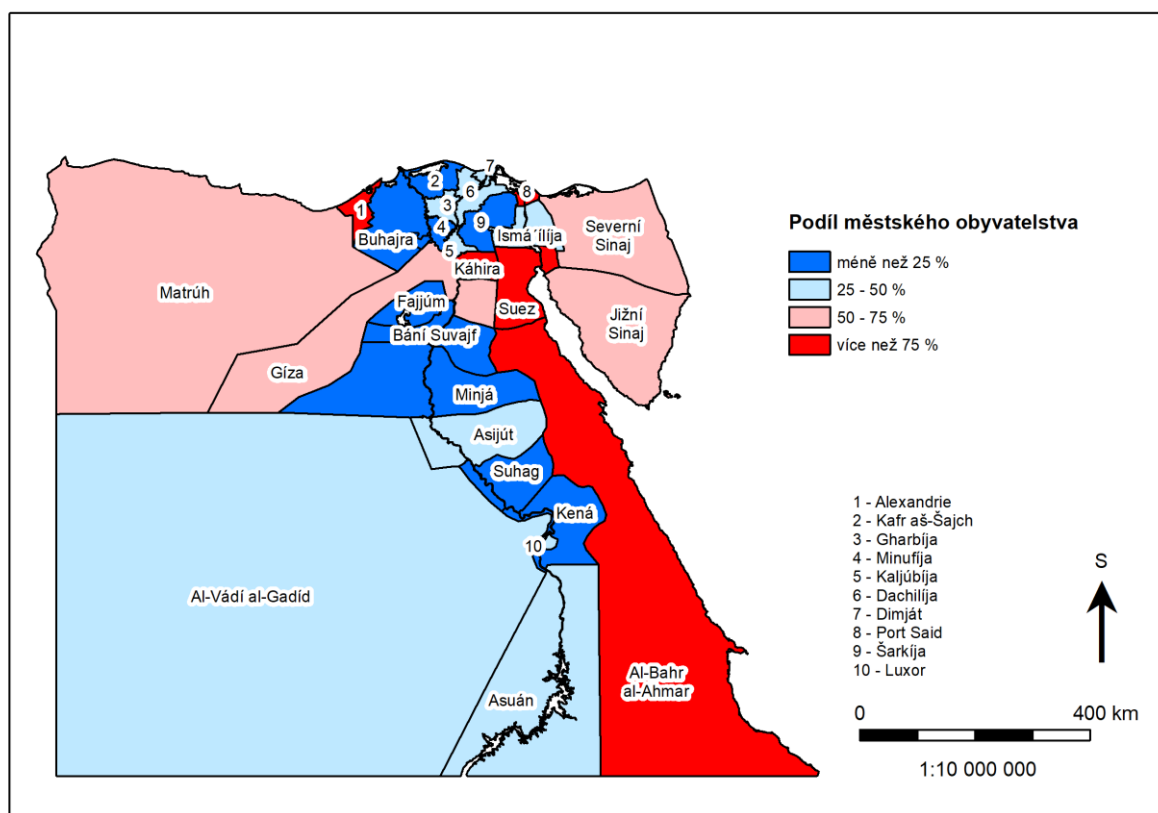 7
2
6
8
1
3
9
Severní
Sinaj
4
Buhajra
Ismá´ílíja
5
Káhira
Matrúh
Fajjúm
Suez
Jižní
Sinaj
Bání Suvajf
Gíza
Minjá
Asijút
Suhag
Kená
10
Al-Vádí al-Gadíd
Asuán
Al-Bahr
al-Ahmar
Podíl městského obyvatelstva
méně než 25 %
25 - 50 %
50 - 75 %
více než 75 %
1 - Alexandrie
2 - Kafr aš-Šajch
3 - Gharbíja
4 - Minufíja
5 - Kaljúbíja
6 - Dachilíja
7 - Dimját
8 - Port Said
9 - Šarkíja
10 - Luxor
S
0 400 km
1:10 000 000